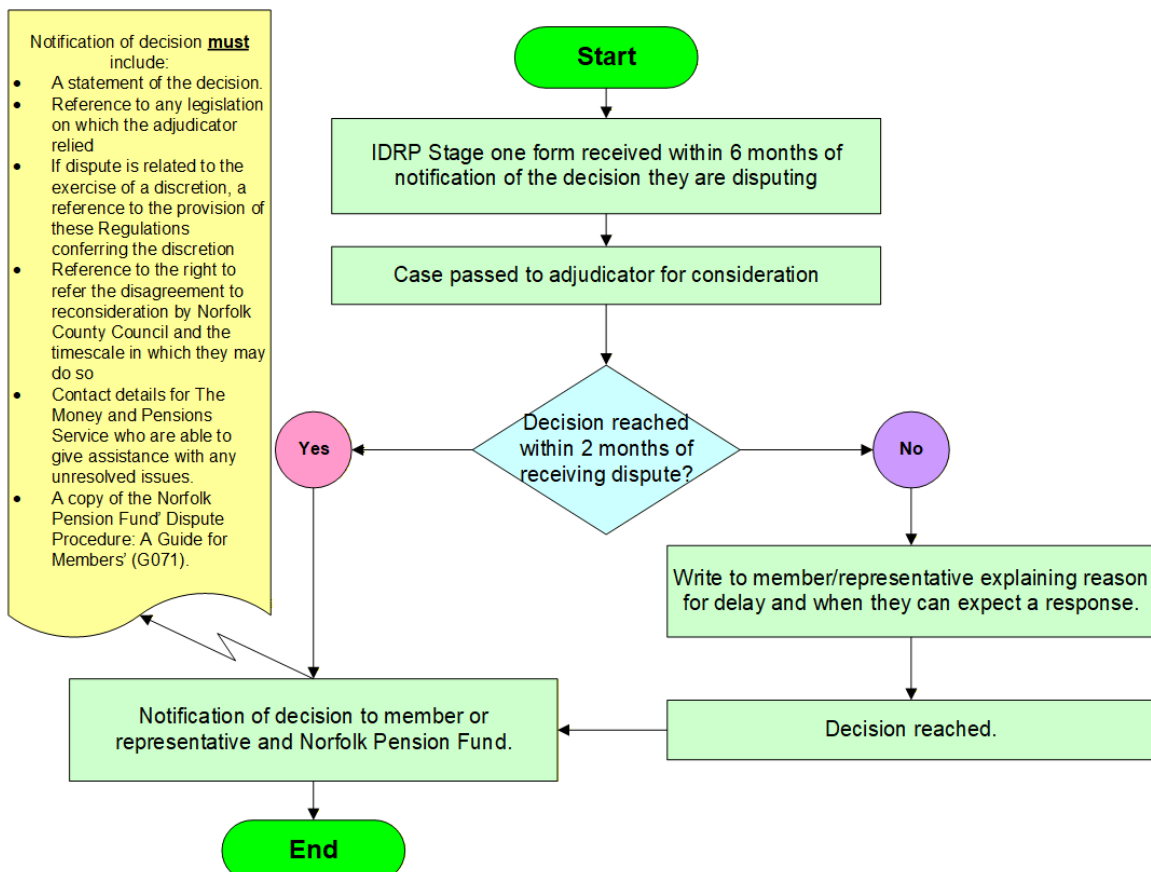 Notification of decision must
include:
• A statement of the decision.
• Reference to any legislation
on which the adjudicator
relied
• If dispute is related to the
exercise of a discretion, a
reference to the provision of
these Regulations
conferring the discretion
• Reference to the right to
refer the disagreement to
reconsideration by Norfolk
County Council and the
timescale in which they may
do so
• Contact details for The
Money and Pensions
Service who are able to
give assistance with any
unresolved issues.
• A copy of the Norfolk
Pension Fund' Dispute
Procedure: A Guide for
Members' (G071).
Start
IDRP Stage one form received within 6 months of
notification of the decision they are disputing
Case passed to adjudicator for consideration
Decision reached
within 2 months of
receiving dispute?
Yes
No
Write to member/representative explaining reason
for delay and when they can expect a response.
Decision reached.
Notification of decision to member or
representative and Norfolk Pension Fund.
End